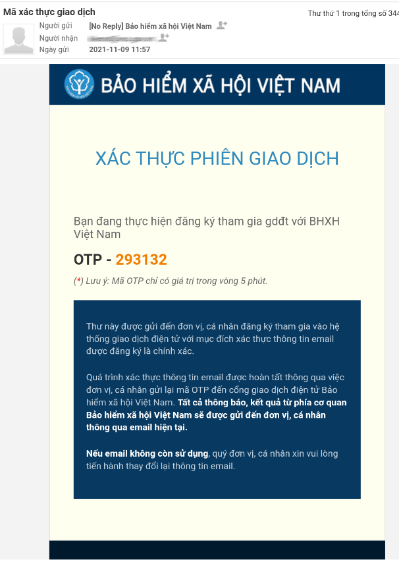 Mã xác thực giao dịch
Thư thứ 1 trong tổng số 344
Người gửi [No Reply] Bảo hiểm xã hội Việt Nam
Người nhận
Ngày gửi 2021-11-09 11:57
BẢO HIỂM XÃ HỘI VIỆT NAM
XÁC THỰC PHIÊN GIAO DỊCH
Bạn đang thực hiện đăng ký tham gia gdđt với BHXH
Việt Nam
OTP - 293132
(*) Lưu ý: Mã OTP chỉ có giá trị trong vòng 5 phút.
Thư này được gửi đến đơn vị, cá nhân đăng ký tham gia vào hệ
thống giao dịch điện tử với mục đích xác thực thông tin email
được đăng ký là chính xác.
Quá trình xác thực thông tin email được hoàn tất thông qua việc
đơn vị, cá nhân gửi lại mã OTP đến cổng giao dịch điện tử Bảo
hiểm xã hội Việt Nam. Tất cả thông báo, kết quả từ phía cơ quan
Bảo hiểm xã hội Việt Nam sẽ được gửi đến đơn vị, cá nhân
thông qua email hiện tại.
Nếu email không còn sử dụng, quý đơn vị, cá nhân xin vui lòng
tiến hành thay đổi lại thông tin email.